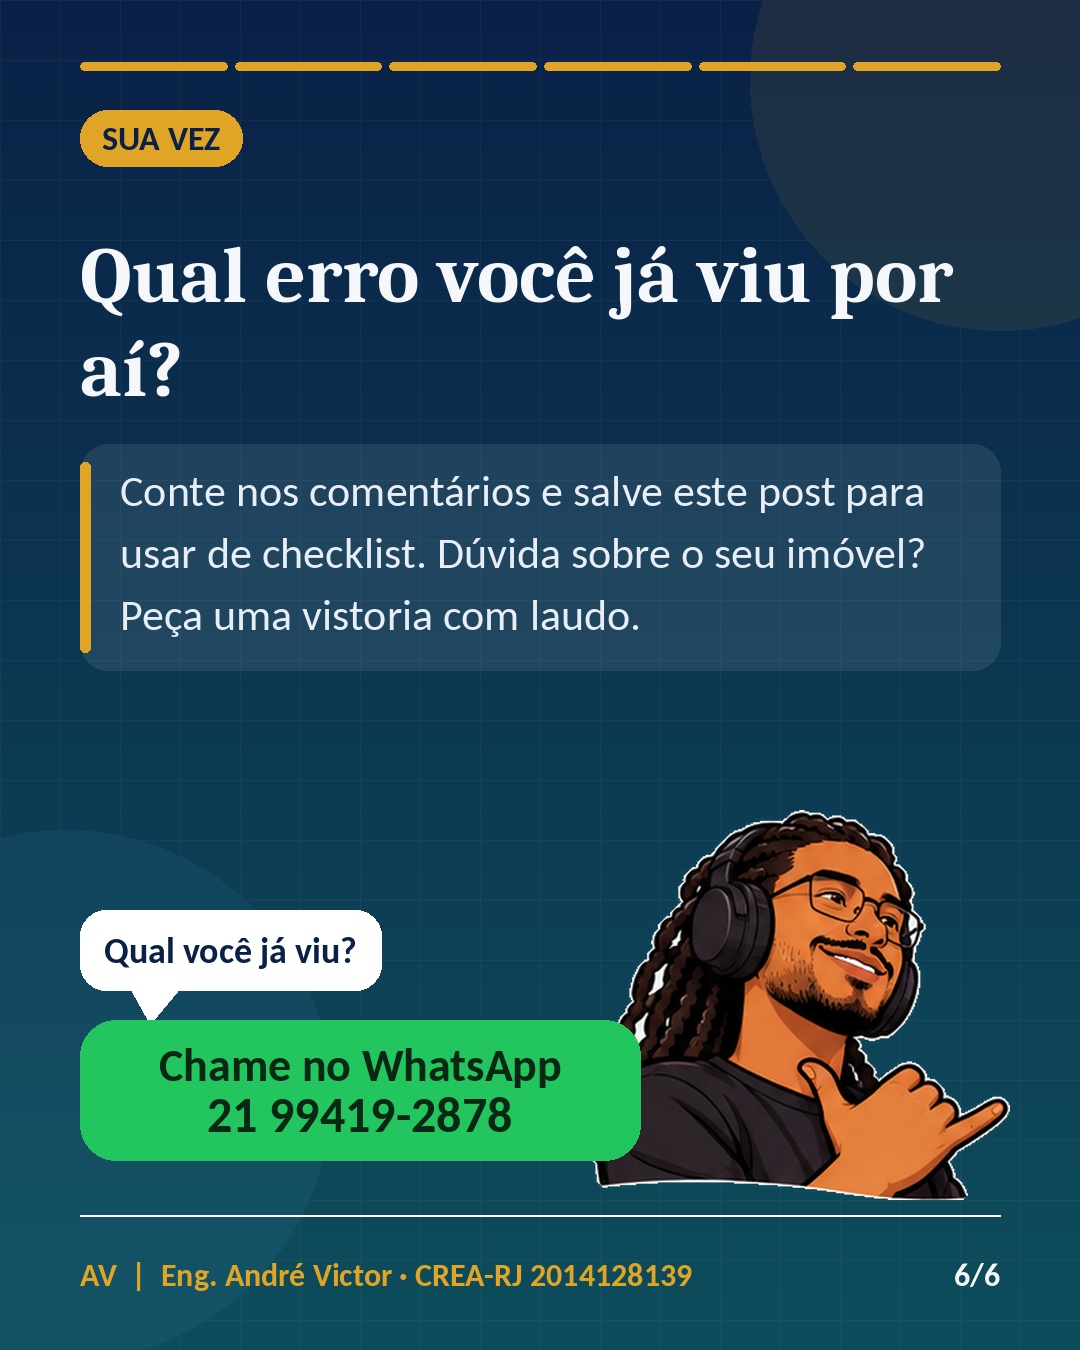 SUA VEZ
Qual erro você já viu por
aí?
Conte nos comentários e salve este post para
usar de checklist. Dúvida sobre o seu imóvel?
Peça uma vistoria com laudo.
Qual você já viu?
Chame no WhatsApp
21 99419-2878
AV | Eng. André Victor · CREA-RJ 2014128139
6/6